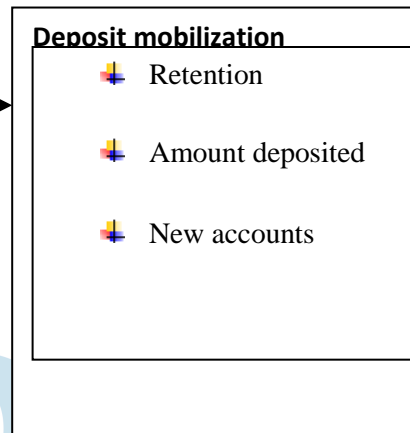 Deposit mobilization
Retention
Amount deposited
New accounts